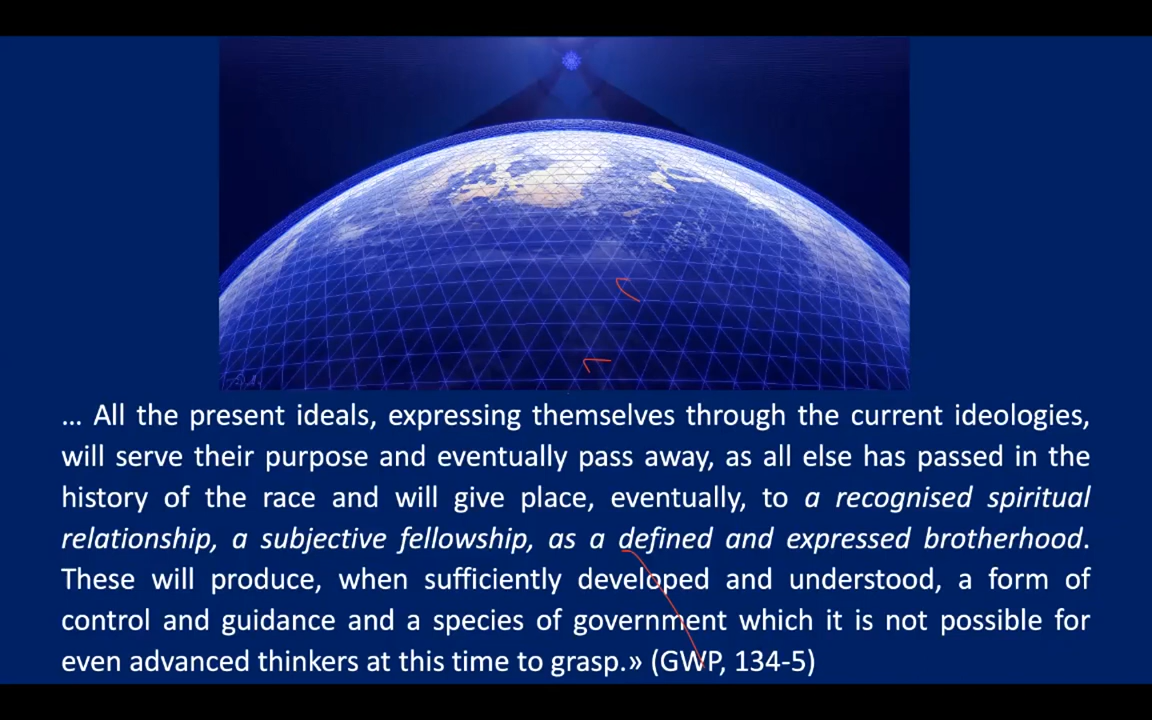 … All the present ideals, expressing themselves through the current ideologies,
will serve their purpose and eventually pass away, as all else has passed in the
history of the race and will give place, eventually, to a recognised spiritual
relationship, a subjective fellowship, as a defined and expressed brotherhood.
These will produce, when sufficiently developed and understood, a form of
control and guidance and a species of government which it is not possible for
even advanced thinkers at this time to grasp.» (GWP, 134-5)